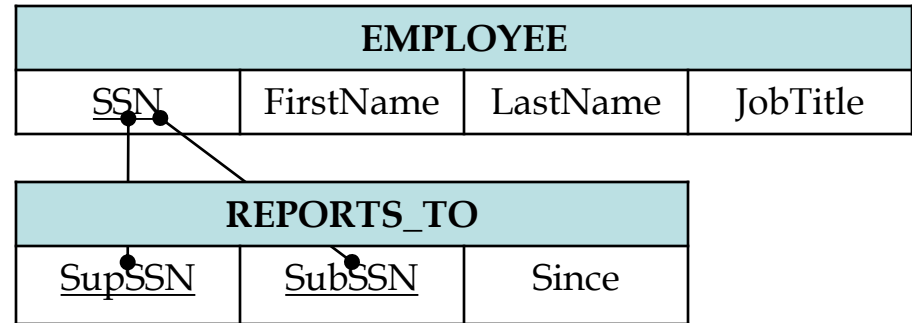 EMPLOYEE
SSN FirstName LastName JobTitle
REPORTS_TO
SupSSN SubSSN Since